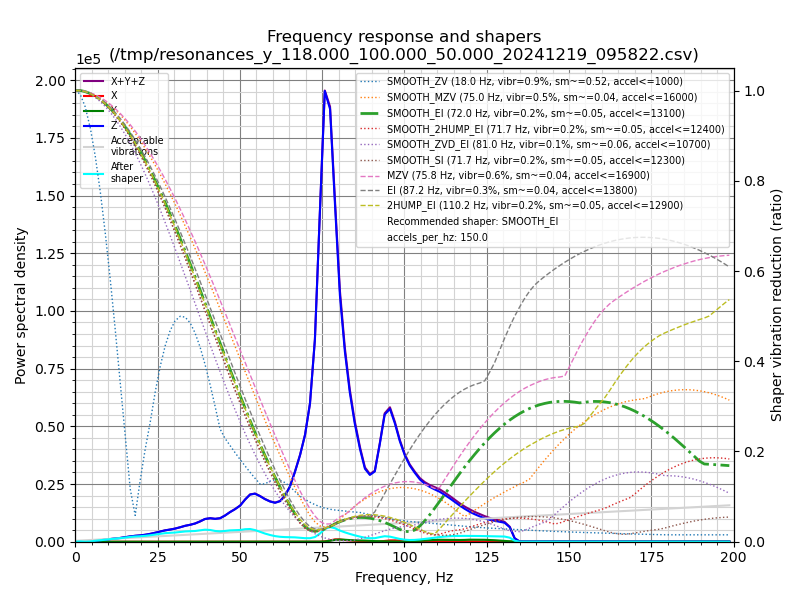 Frequency response and shapers
(/tmp/resonances_y_118.000_100.000_50.000_20241219_095822.csv)
1e5
2.00
1.75
1.50
1.25
1.00
0.75
0.50
0.25
0.00
Power spectral density
X+Y+Z
X
Z
Acceptable
vibrations
After
shaper
SMOOTH_ZV (18.0 Hz, vibr=0.9%, sm~=0.52, accel<=1000)
SMOOTH_MZV (75.0 Hz, vibr=0.5%, sm~=0.04, accel<=16000)
SMOOTH_EI (72.0 Hz, vibr=0.2%, sm~=0.05, accel<=13100)
SMOOTH_2HUMP_EI (71.7 Hz, vibr=0.2%, sm~=0.05, accel<=12400)
SMOOTH_ZVD_EI (81.0 Hz, vibr=0.1%, sm~=0.06, accel<=10700)
SMOOTH_SI (71.7 Hz, vibr=0.2%, sm~=0.05, accel<=12300)
MZV (75.8 Hz, vibr=0.6%, sm~=0.04, accel<=16900)
EI (87.2 Hz, vibr=0.3%, sm~=0.04, accel<=13800)
2HUMP_EI (110.2 Hz, vibr=0.2%, sm~=0.05, accel<=12900)
Recommended shaper: SMOOTH_EI
accels_per_hz: 150.0
1.0
0.8
0.6
0.4
0.2
0.0
Shaper vibration reduction (ratio)
0 25 50 75 100 125 150 175 200
Frequency, Hz